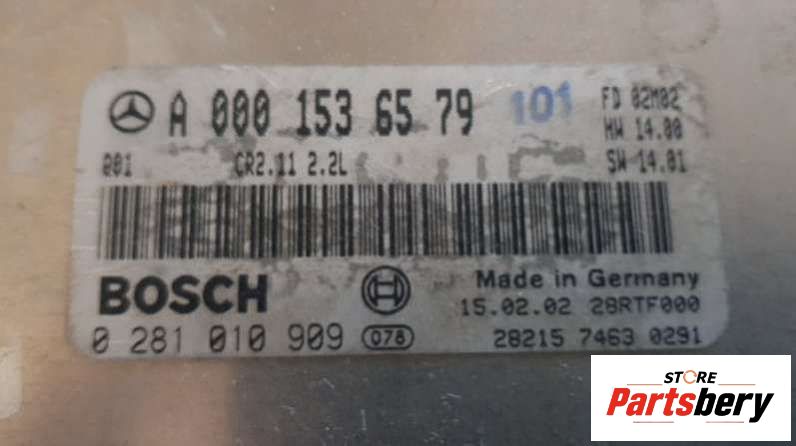 A 000 153 65 79 101 FD 02M02
HW 14.00
001 CR2.11 2.2L SW 14.01
BOSCH Made in Germany
15.02.02 28RTF000
0 281 010 909 078 28215 7463 0291
STORE
Partsbery